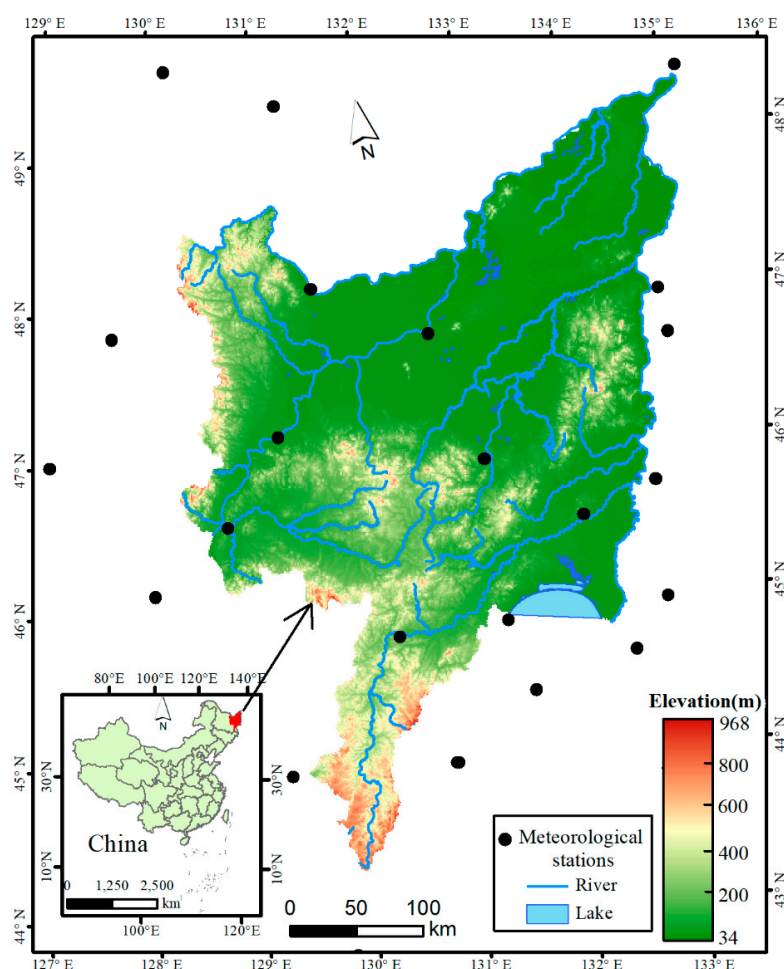 129° E
130° E
131° E
132° E
133° E
134° E
135° E
136° E
49° N
48° N
47° N
46° N
45° N
44° N
48° N
47° N
46° N
45° N
44° N
43° N
N
80° E
100° E
120° E
140° E
N
30° N
10° N
30° N
10° N
China
0
1,250
2,500
km
100° E
120° E
0
50
100
km
Meteorological
stations
River
Lake
Elevation(m)
968
800
600
400
200
34
127° E
128° E
129° E
130° E
131° E
132° E
133° E